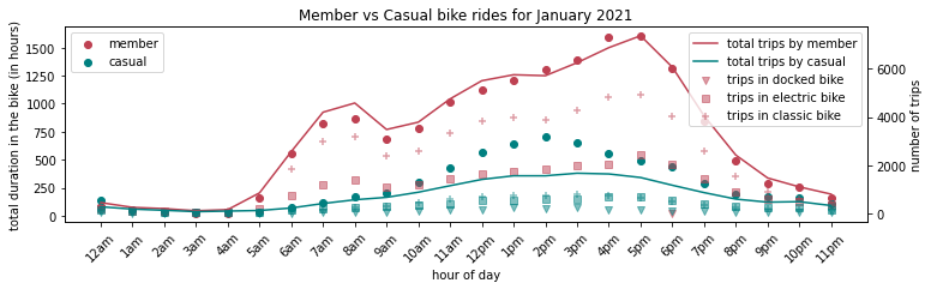 Member vs Casual bike rides for January 2021
total duration in the bike (in hours)
1500
1250
1000
750
500
250
0
member
casual
total trips by member
total trips by casual
trips in docked bike
trips in electric bike
trips in classic bike
6000
4000
2000
0
number of trips
12am 1am 2am 3am 4am 5am 6am 7am 8am 9am 10am 11am 12pm 1pm 2pm 3pm 4pm 5pm 6pm 7pm 8pm 9pm 10pm 11pm
hour of day